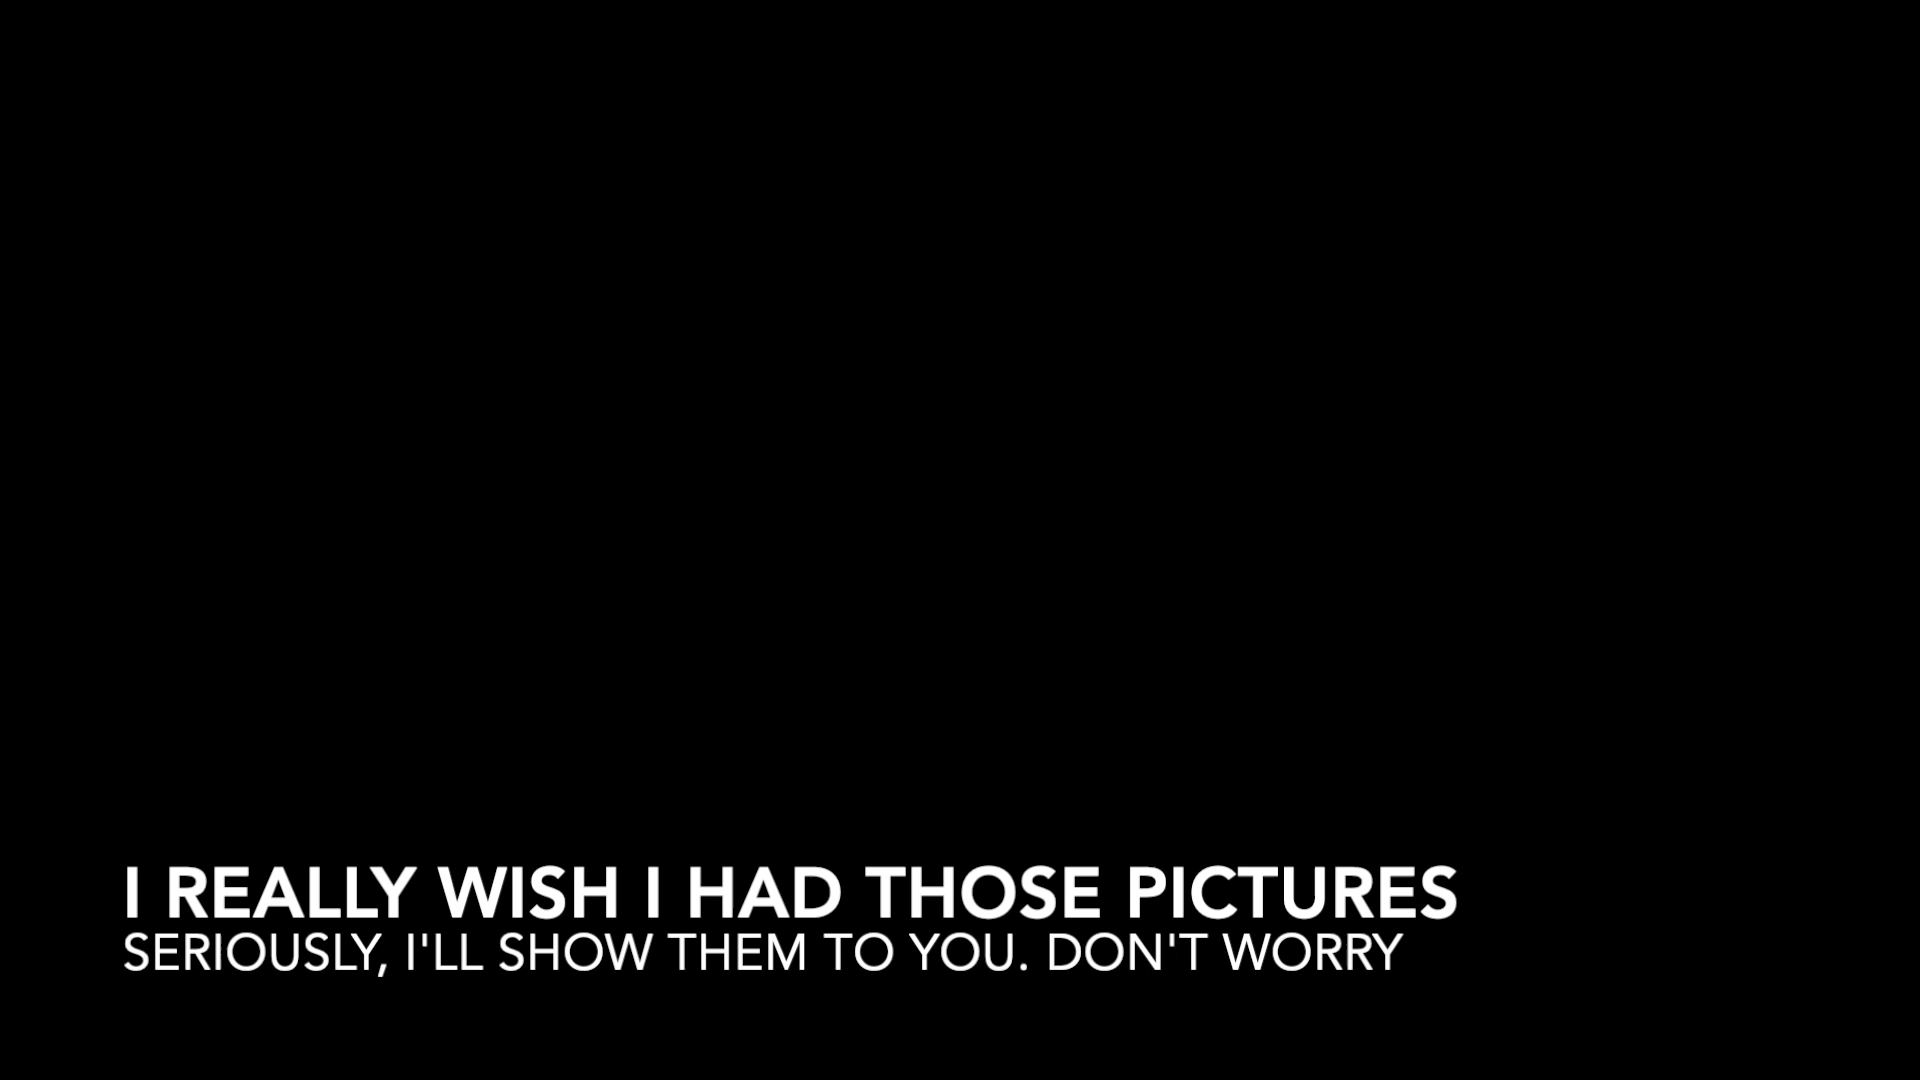 I REALLY WISH I HAD THOSE PICTURES
SERIOUSLY, I'LL SHOW THEM TO YOU. DON'T WORRY